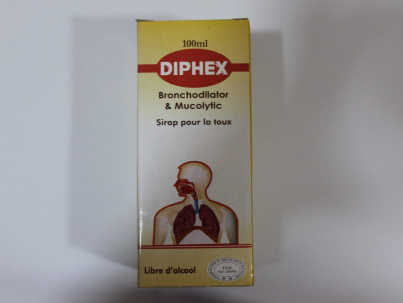 100ml
DIPHEX
Bronchodilator
& Mucolytic
Sirop pour la toux
Libre d'alcool